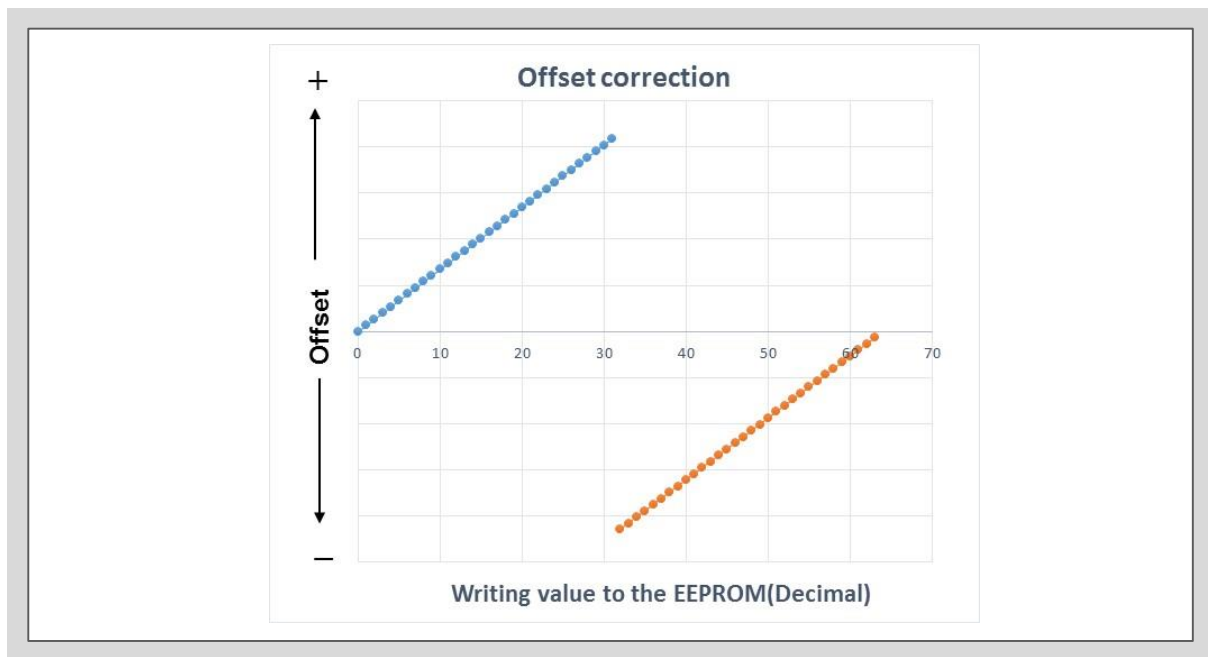 Offset correction
+
Offset
0 10 20 30 40 50 60 70
−
Writing value to the EEPROM(Decimal)